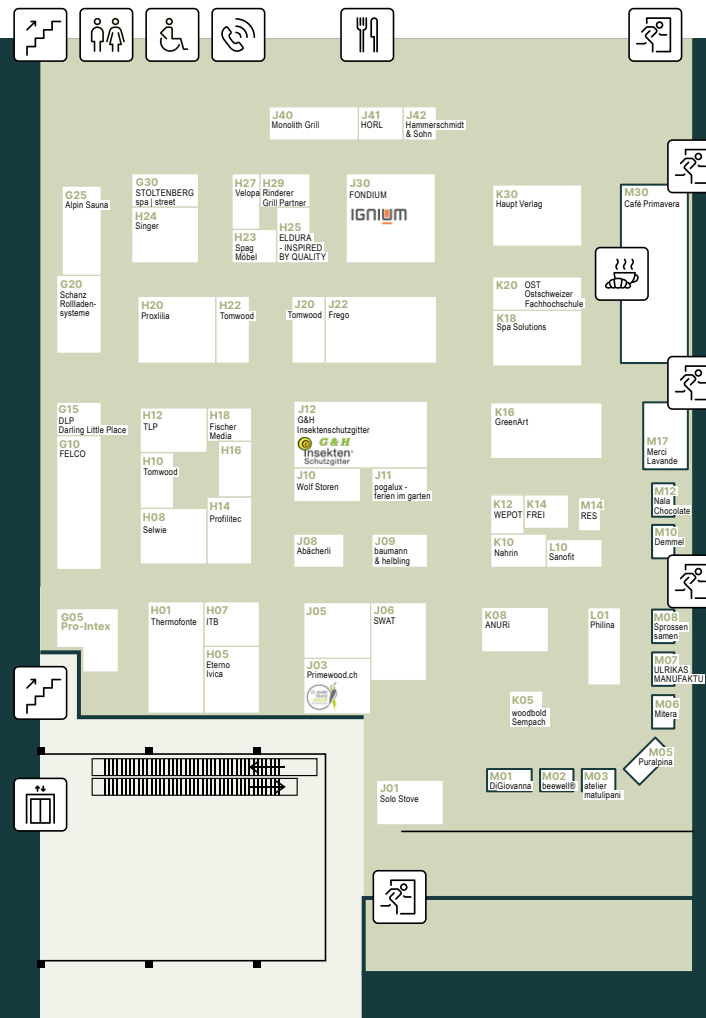 J40
Monolith Grill
J41
HORL
J42
Hammerschmidt
& Sohn
G25
Alpin Sauna
G30
STOLTENBERG
spa | street
H24
Singer
H27
Velopa
H29
Rinderer
Grill Partner
H23
Spag
Möbel
H25
ELDURA
- INSPIRED
BY QUALITY
J30
FONDIUM
IGNIUM
K30
Haupt Verlag
M30
Café Primavera
G20
Schanz
Rollladen-
systeme
H20
Proxlilia
H22
Tomwood
J20
Tomwood
J22
Frego
K20
OST
Ostschweizer
Fachhochschule
K18
Spa Solutions
G15
DLP
Darling Little Place
G10
FELCO
H12
TLP
H18
Fischer
Media
H10
Tomwood
H16
H08
Selwie
H14
Profilitec
J12
G&H
Insektenschutzgitter
G&H
Insekten
Schutzgitter
J10
Wolf Storen
J11
pogalux -
ferien im garten
J08
Abächerli
J09
baumann
& helbling
K16
GreenArt
M17
Merci
Lavande
K12
WEPOT
K14
FREI
M14
RES
K10
Nahrin
L10
Sanofit
M12
Nala
Chocolate
M10
Demmel
G05
Pro-Intex
H01
Thermofonte
H07
ITB
H05
Eterno
Ivica
J05
J06
SWAT
J03
Primewood.ch
K08
ANURi
L01
Philina
M08
Sprossen
samen
M07
ULRIKAS
MANUFAKTU
M06
Mitera
K05
woodbold
Sempach
M05
Puralpina
J01
Solo Stove
M01
DiGiovanna
M02
beewell®
M03
atelier
matulipani